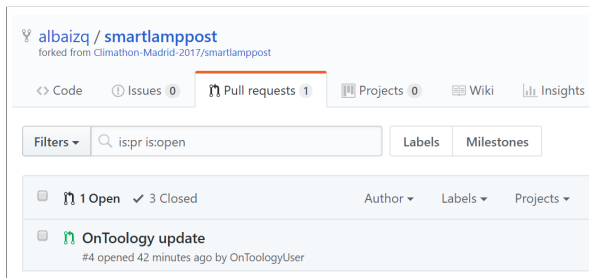 albaizq / smartlamppost
forked from Climathon-Madrid-2017/smartlamppost
Code Issues 0 Pull requests 1 Projects 0 Wiki Insights
Filters is:pr is:open Labels Milestones
1 Open 3 Closed Author Labels Projects
OnToology update
#4 opened 42 minutes ago by OnToologyUser